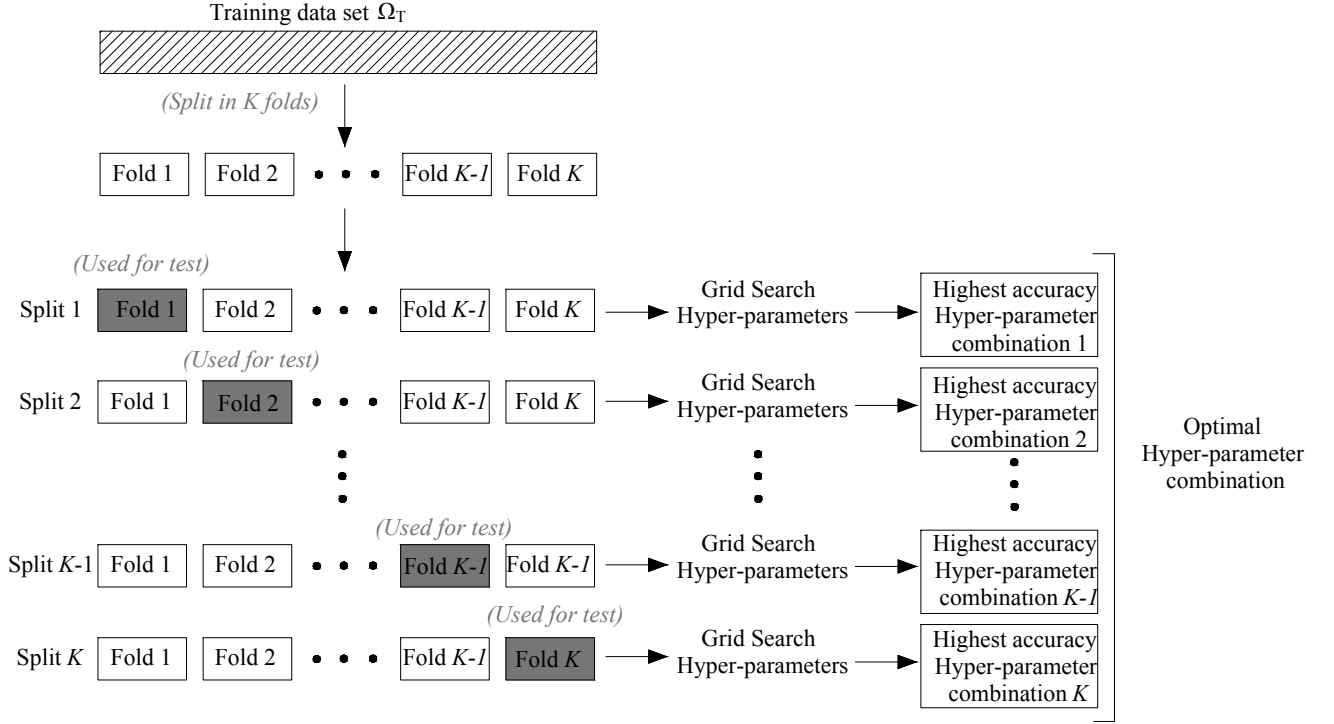 Training data set Ω_T
(Split in K folds)
Fold 1 Fold 2 Fold K-1 Fold K
(Used for test)
Split 1 Fold 1 Fold 2 Fold K-1 Fold K
Grid Search
Hyper-parameters
Highest accuracy
Hyper-parameter
combination 1
(Used for test)
Split 2 Fold 1 Fold 2 Fold K-1 Fold K
Grid Search
Hyper-parameters
Highest accuracy
Hyper-parameter
combination 2
Optimal
Hyper-parameter
combination
(Used for test)
Split K-1 Fold 1 Fold 2 Fold K-1 Fold K-1
Grid Search
Hyper-parameters
Highest accuracy
Hyper-parameter
combination K-1
(Used for test)
Split K Fold 1 Fold 2 Fold K-1 Fold K
Grid Search
Hyper-parameters
Highest accuracy
Hyper-parameter
combination K